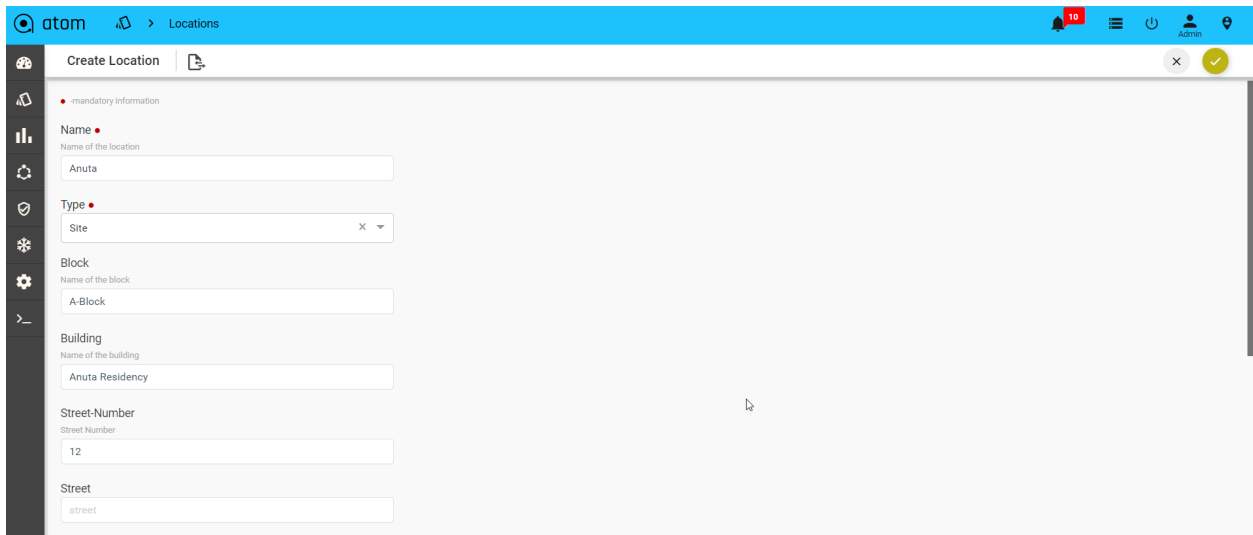 atom > Locations 10
Admin
Create Location
-mandatory information
Name
Name of the location
Anuta
Type
Site
Block
Name of the block
A-Block
Building
Name of the building
Anuta Residency
Street-Number
Street Number
12
Street
street